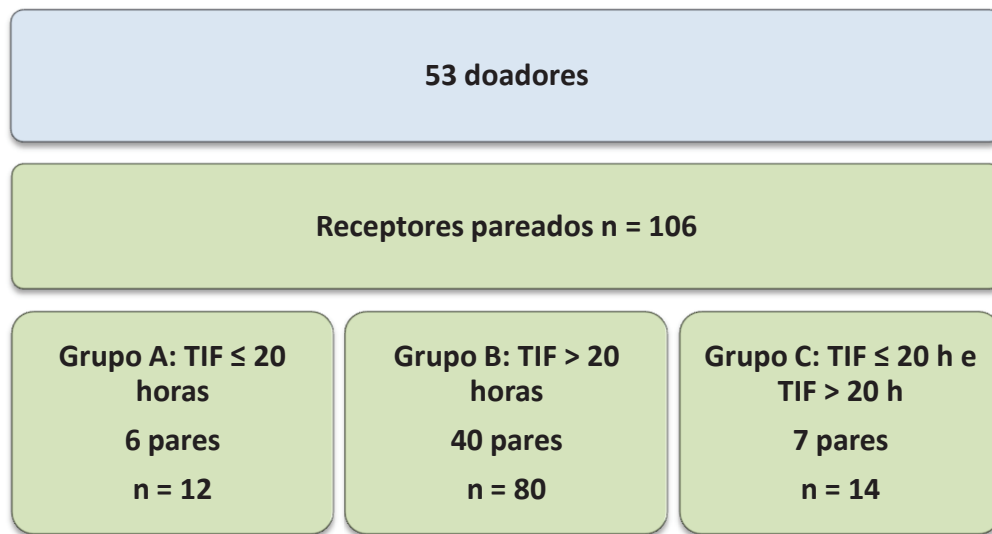 53 doadores
Receptores pareados n = 106
Grupo A: TIF ≤ 20
horas
6 pares
n = 12
Grupo B: TIF > 20
horas
40 pares
n = 80
Grupo C: TIF ≤ 20 h e
TIF > 20 h
7 pares
n = 14